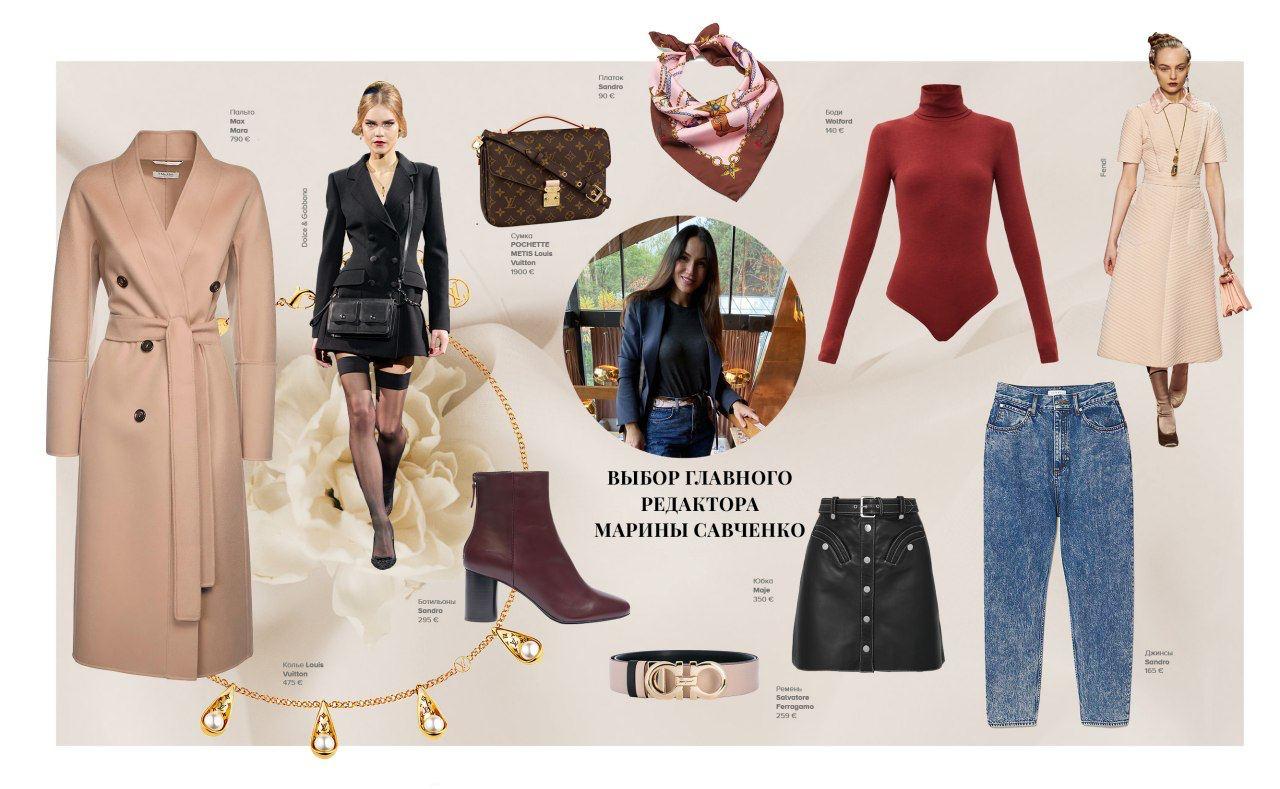 Пальто
Max
Mara
790 €
Dolce & Gabbana
Сумка
POCHETTE
METIS Louis
Vuitton
1900 €
Платок
Sandro
90 €
Боди
Wolford
140 €
Fendi
ВЫБОР ГЛАВНОГО
РЕДАКТОРА
МАРИНЫ САВЧЕНКО
Ботильоны
Sandro
295 €
Колье Louis
Vuitton
475 €
Юбка
Maje
350 €
Ремень
Salvatore
Ferragamo
259 €
Джинсы
Sandro
165 €